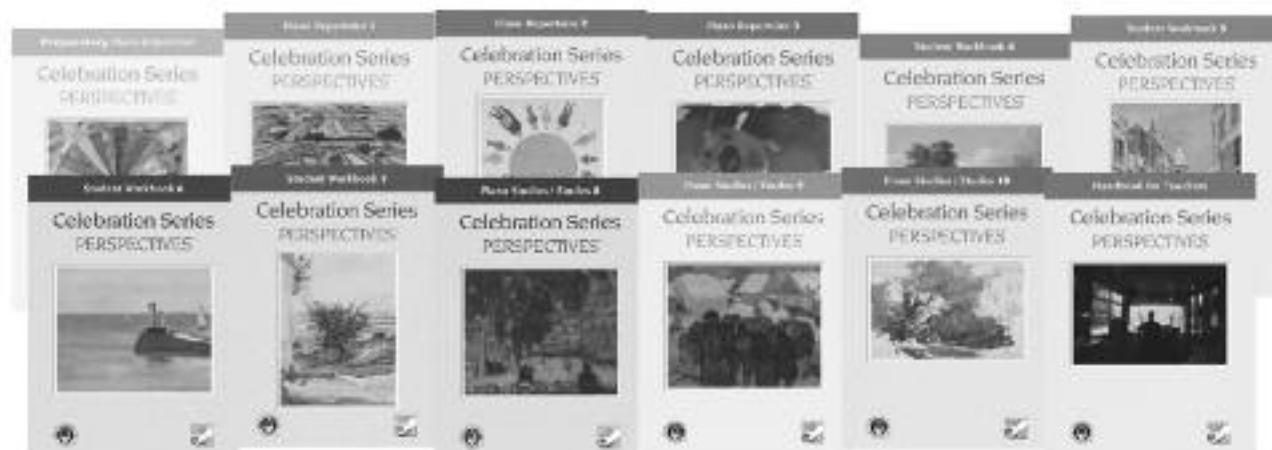 Preparatory Piano Repertoire
Celebration Series
PERSPECTIVES
Piano Repertoire 1
Celebration Series
PERSPECTIVES
Piano Repertoire 2
Celebration Series
PERSPECTIVES
Piano Repertoire 3
Celebration Series
PERSPECTIVES
Student Workbook 4
Celebration Series
PERSPECTIVES
Student Workbook 5
Celebration Series
PERSPECTIVES
Student Workbook 6
Celebration Series
PERSPECTIVES
Student Workbook 7
Celebration Series
PERSPECTIVES
Piano Studies / Etudes 8
Celebration Series
PERSPECTIVES
Piano Studies / Etudes 9
Celebration Series
PERSPECTIVES
Piano Studies / Etudes 10
Celebration Series
PERSPECTIVES
Handbook for Teachers
Celebration Series
PERSPECTIVES